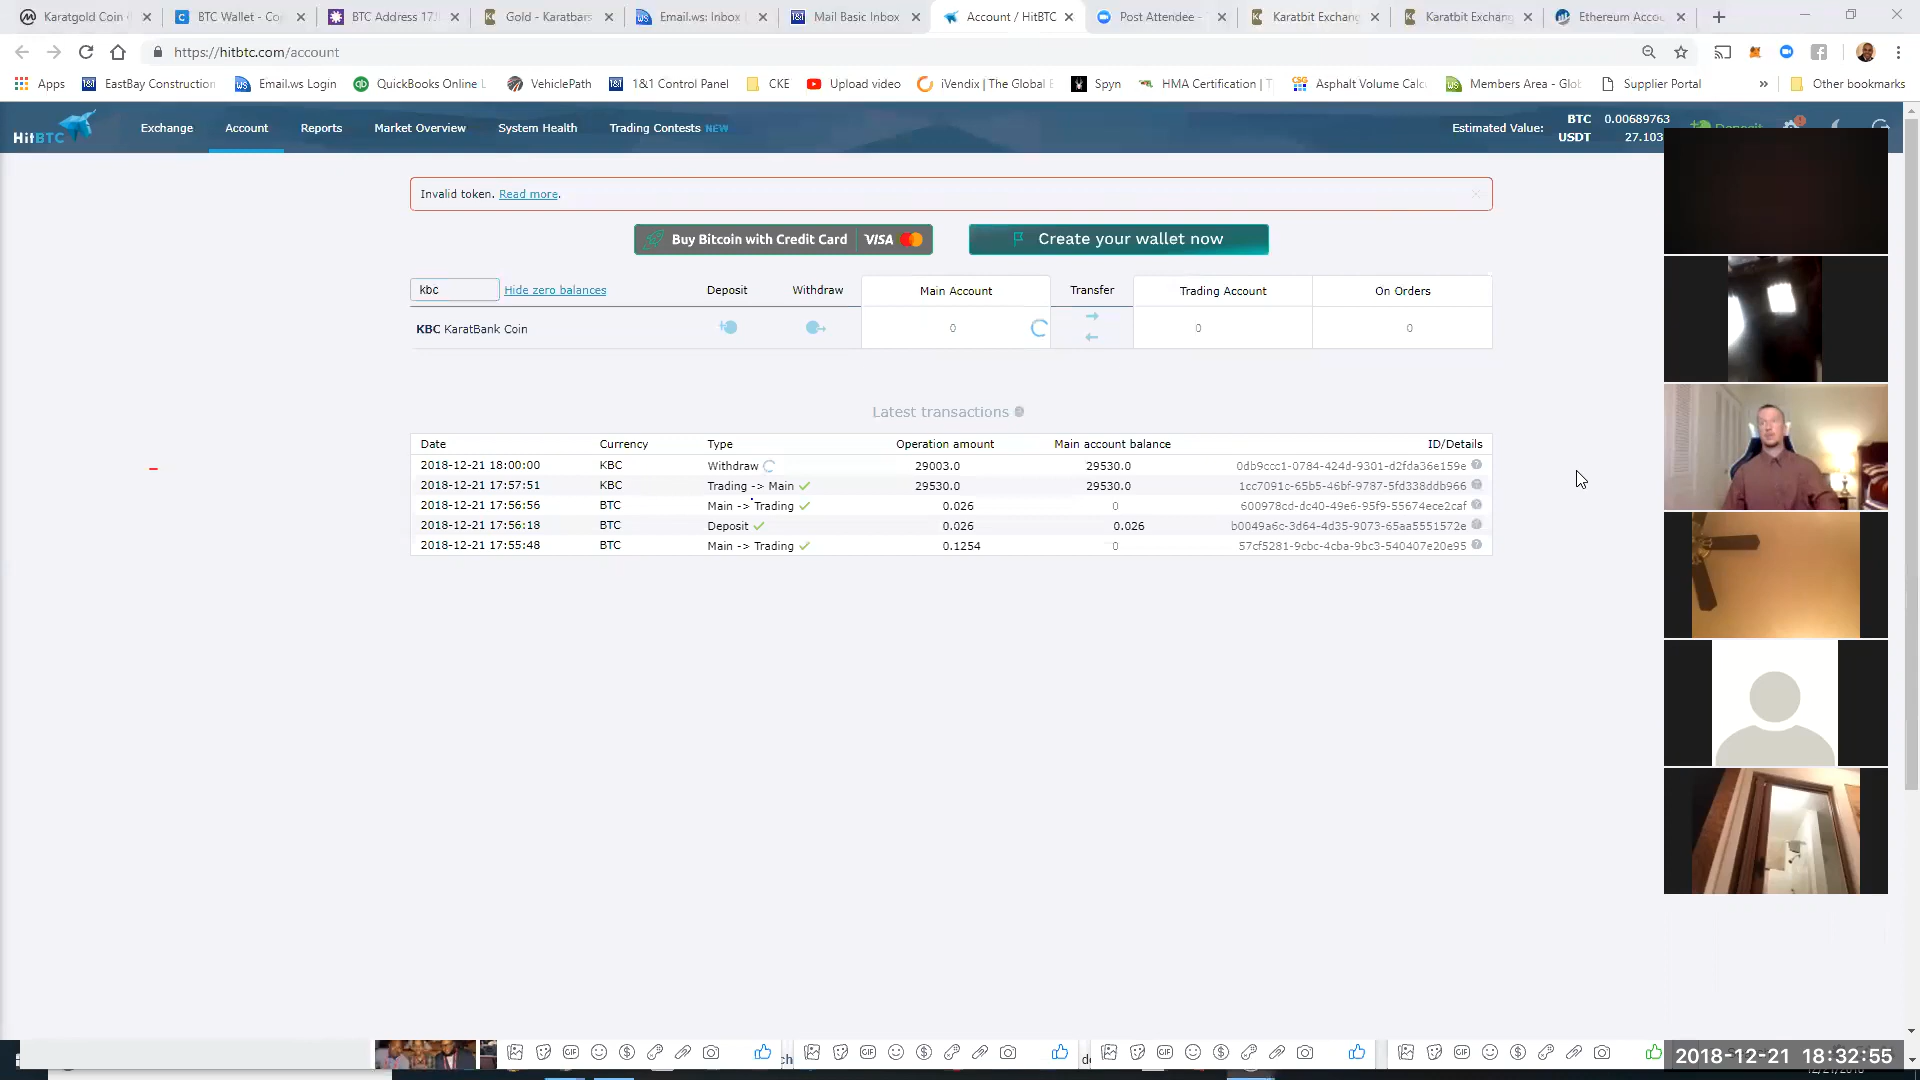 Karatgold Coin
BTC Wallet - Co
BTC Address 17J
Gold - Karatbars
Email.ws: Inbox
Mail Basic Inbox
Account / HitBTC
Post Attendee -
Karatbit Exchang
Karatbit Exchang
Ethereum Accou
https://hitbtc.com/account
Apps
EastBay Construction
Email.ws Login
QuickBooks Online L
VehiclePath
1&1 Control Panel
CKE
Upload video
iVendix | The Global E
Spyn
HMA Certification | T
Asphalt Volume Calcu
Members Area - Glob
Supplier Portal
»
Other bookmarks
HitBTC
Exchange
Account
Reports
Market Overview
System Health
Trading Contests NEW
Estimated Value:
BTC 0.00689763
USDT 27.103
Deposit
Invalid token. Read more.
Buy Bitcoin with Credit Card VISA
Create your wallet now
kbc Hide zero balances Deposit Withdraw Main Account Transfer Trading Account On Orders
KBC KaratBank Coin 0 0 0
Latest transactions
Date Currency Type Operation amount Main account balance ID/Details
2018-12-21 18:00:00 KBC Withdraw 29003.0 29530.0 0db9ccc1-0784-424d-9301-d2fda36e159e
2018-12-21 17:57:51 KBC Trading -> Main 29530.0 29530.0 1cc7091c-65b5-46bf-9787-5fd338ddb966
2018-12-21 17:56:56 BTC Main -> Trading 0.026 0 600978cd-dc40-49e6-95f9-55674ece2caf
2018-12-21 17:56:18 BTC Deposit 0.026 0.026 b0049a6c-3d64-4d35-9073-65aa5551572e
2018-12-21 17:55:48 BTC Main -> Trading 0.1254 0 57cf5281-9cbc-4cba-9bc3-540407e20e95
GIF
GIF
GIF
GIF
2018-12-21 18:32:55